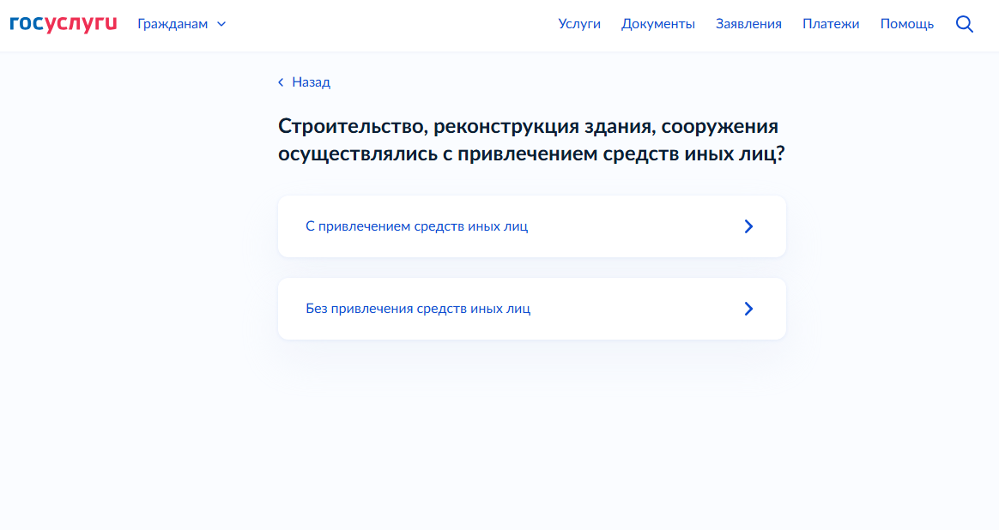 госуслуги Гражданам Услуги Документы Заявления Платежи Помощь
Назад
Строительство, реконструкция здания, сооружения
осуществлялись с привлечением средств иных лиц?
С привлечением средств иных лиц
Без привлечения средств иных лиц